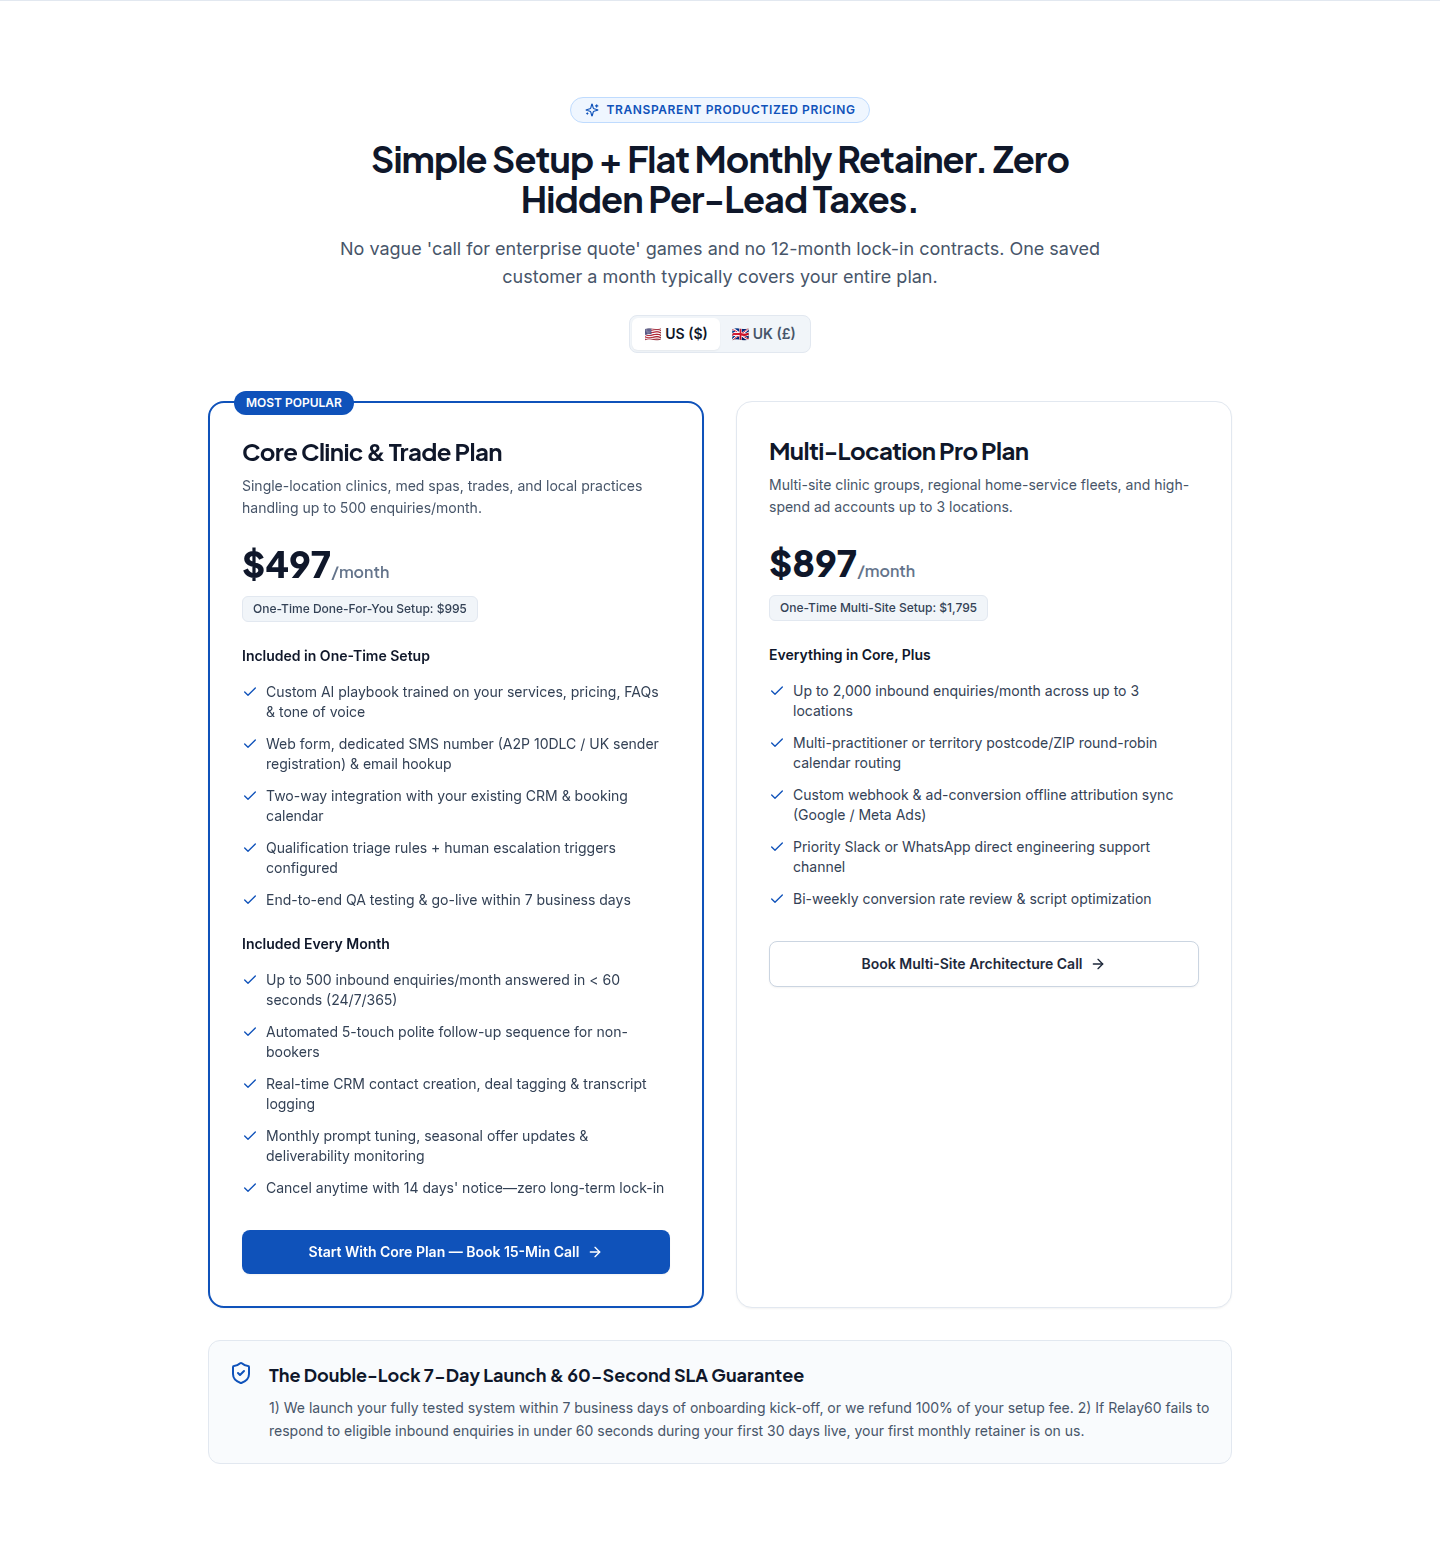 TRANSPARENT PRODUCTIZED PRICING
Simple Setup + Flat Monthly Retainer. Zero
Hidden Per-Lead Taxes.
No vague 'call for enterprise quote' games and no 12-month lock-in contracts. One saved
customer a month typically covers your entire plan.
🇺🇸 US ($) 🇬🇧 UK (£)
MOST POPULAR
Core Clinic & Trade Plan
Single-location clinics, med spas, trades, and local practices
handling up to 500 enquiries/month.
$497/month
One-Time Done-For-You Setup: $995
Included in One-Time Setup
Custom AI playbook trained on your services, pricing, FAQs
& tone of voice
Web form, dedicated SMS number (A2P 10DLC / UK sender
registration) & email hookup
Two-way integration with your existing CRM & booking
calendar
Qualification triage rules + human escalation triggers
configured
End-to-end QA testing & go-live within 7 business days
Included Every Month
Up to 500 inbound enquiries/month answered in < 60
seconds (24/7/365)
Automated 5-touch polite follow-up sequence for non-
bookers
Real-time CRM contact creation, deal tagging & transcript
logging
Monthly prompt tuning, seasonal offer updates &
deliverability monitoring
Cancel anytime with 14 days' notice—zero long-term lock-in
Start With Core Plan — Book 15-Min Call →
Multi-Location Pro Plan
Multi-site clinic groups, regional home-service fleets, and high-
spend ad accounts up to 3 locations.
$897/month
One-Time Multi-Site Setup: $1,795
Everything in Core, Plus
Up to 2,000 inbound enquiries/month across up to 3
locations
Multi-practitioner or territory postcode/ZIP round-robin
calendar routing
Custom webhook & ad-conversion offline attribution sync
(Google / Meta Ads)
Priority Slack or WhatsApp direct engineering support
channel
Bi-weekly conversion rate review & script optimization
Book Multi-Site Architecture Call →
The Double-Lock 7-Day Launch & 60-Second SLA Guarantee
1) We launch your fully tested system within 7 business days of onboarding kick-off, or we refund 100% of your setup fee. 2) If Relay60 fails to
respond to eligible inbound enquiries in under 60 seconds during your first 30 days live, your first monthly retainer is on us.